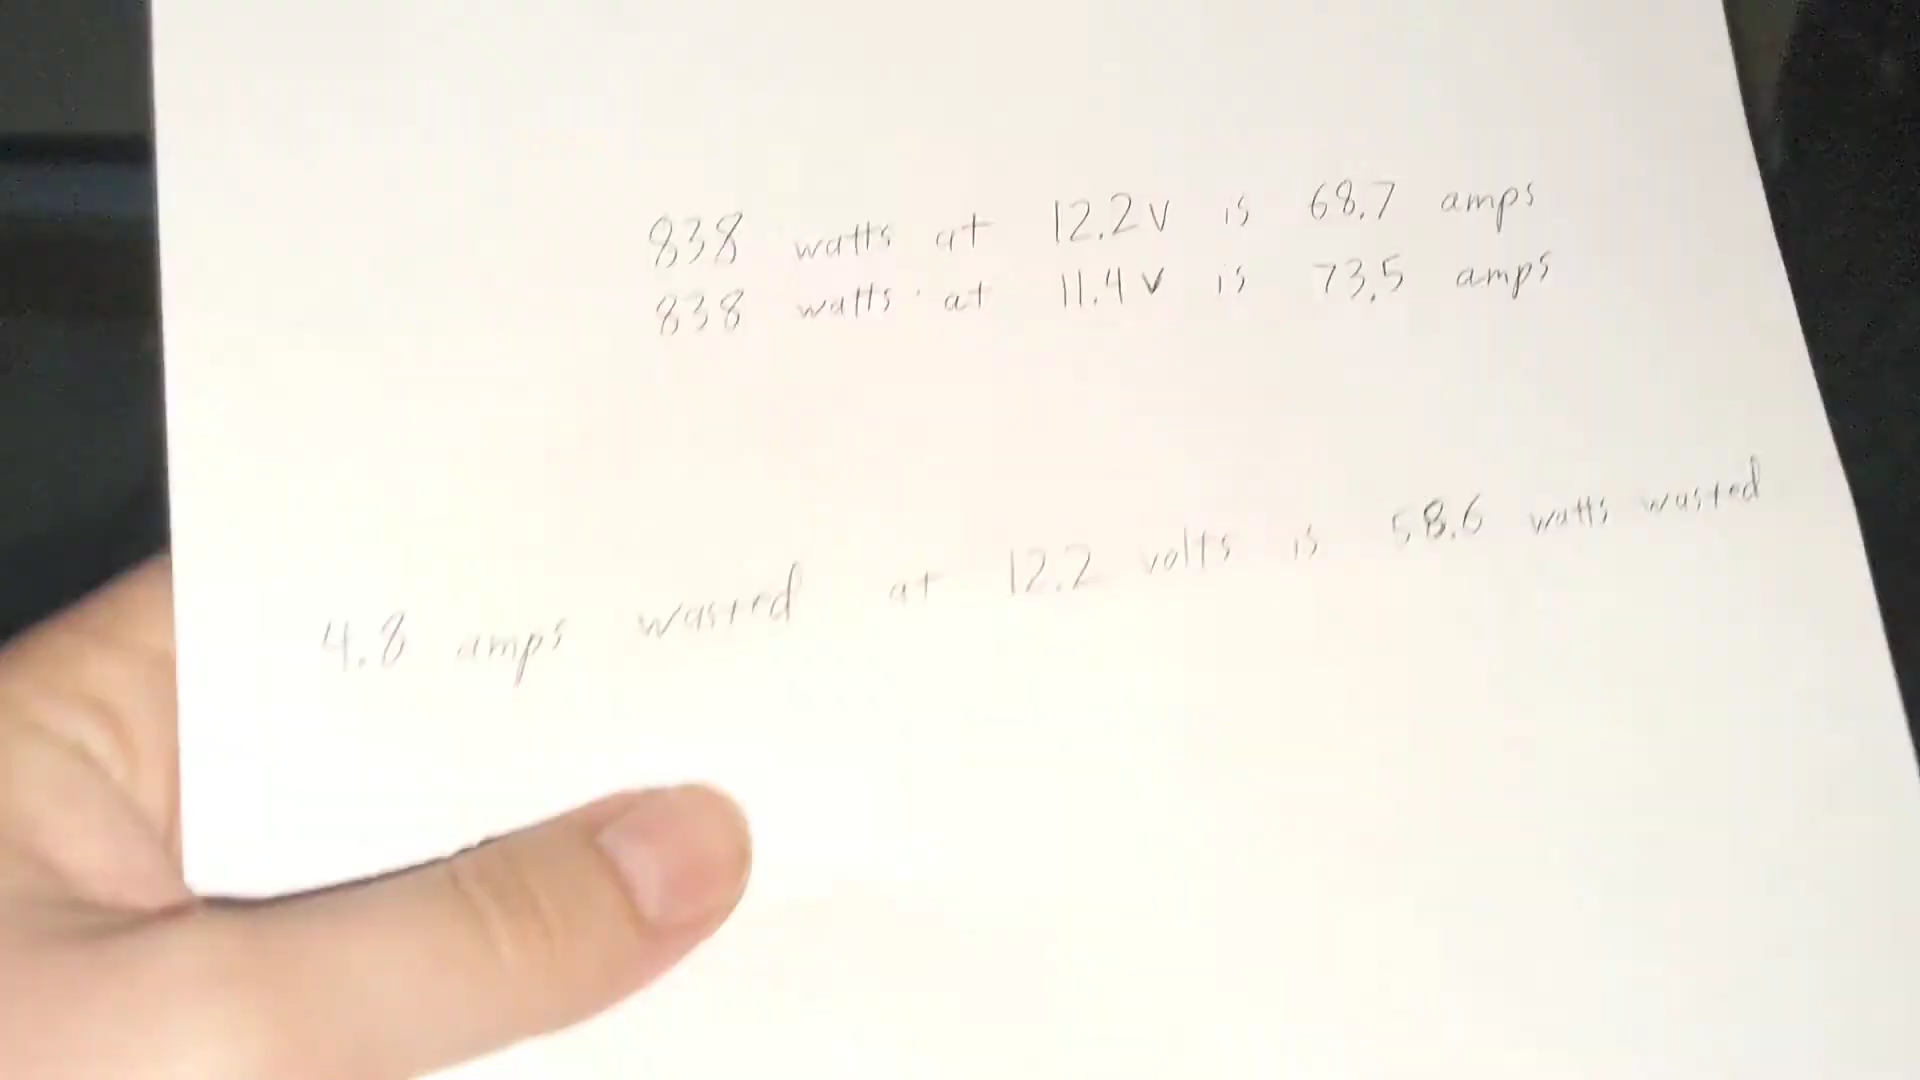 838 watts at 12.2v is 68.7 amps
838 watts at 11.4v is 73.5 amps
4.8 amps wasted at 12.2 volts is 58.6 watts wasted